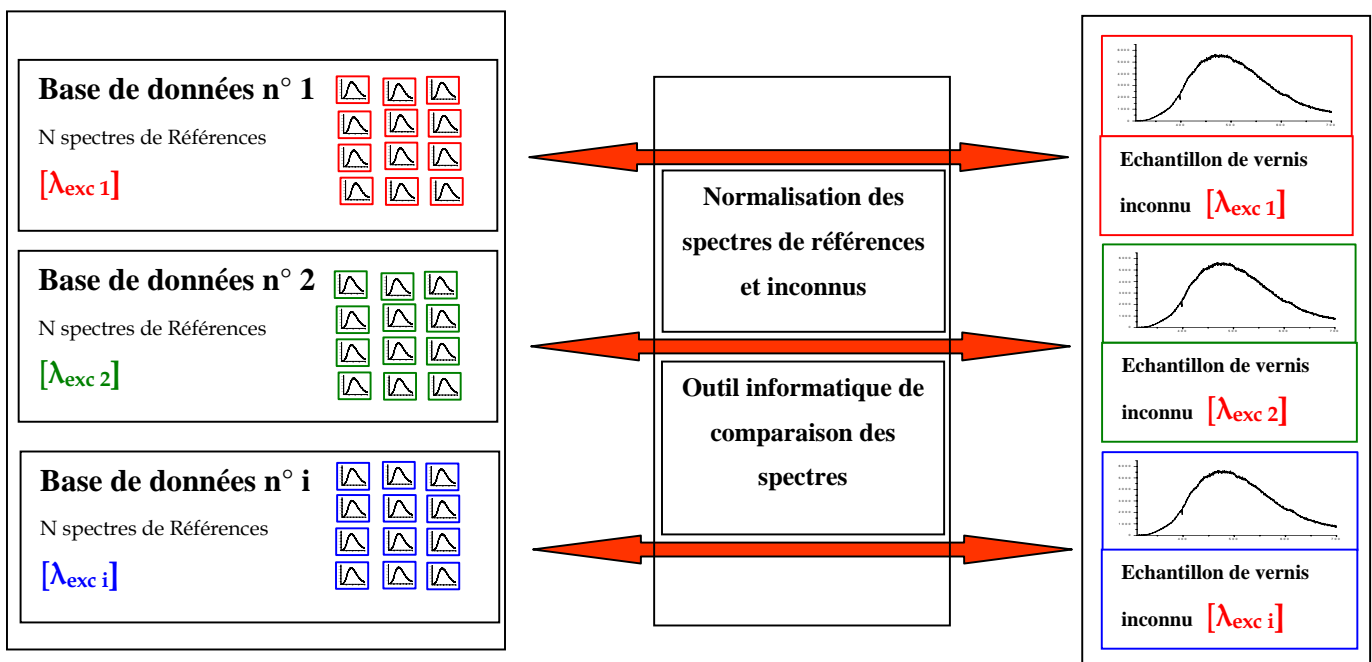 Base de données n° 1
N spectres de Références
[λexc 1]
Base de données n° 2
N spectres de Références
[λexc 2]
Base de données n° i
N spectres de Références
[λexc i]
Normalisation des
spectres de références
et inconnus
Outil informatique de
comparaison des
spectres
Echantillon de vernis
inconnu [λexc 1]
Echantillon de vernis
inconnu [λexc 2]
Echantillon de vernis
inconnu [λexc i]